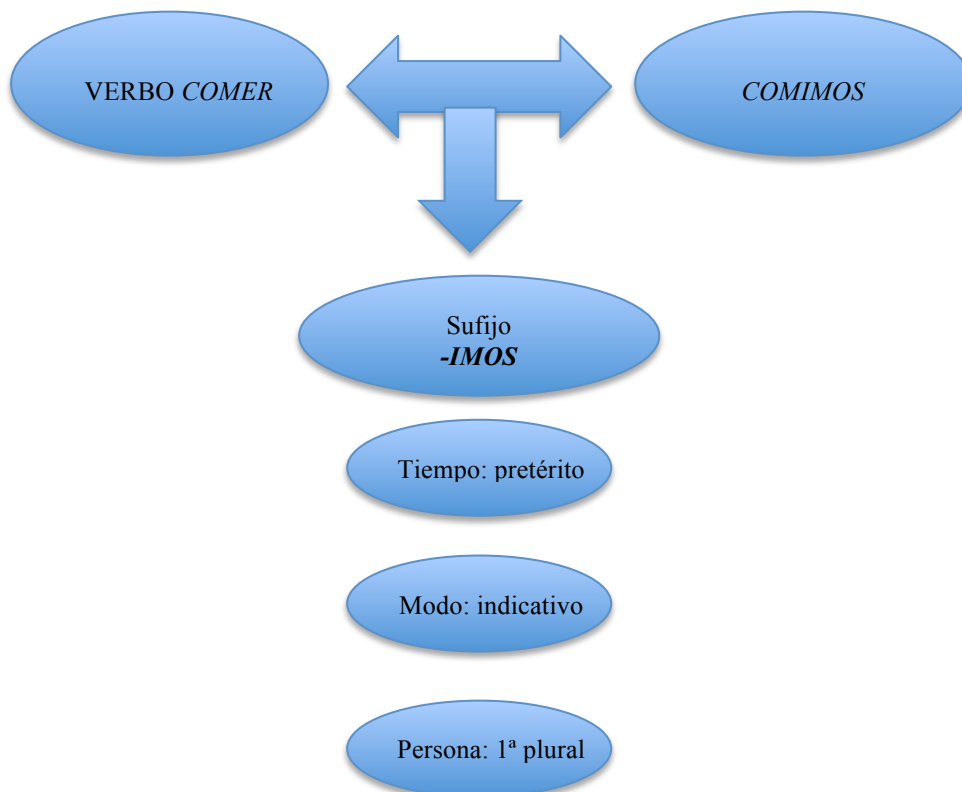 VERBO COMER
COMIMOS
Sufijo
-IMOS
Tiempo: pretérito
Modo: indicativo
Persona: 1ª plural